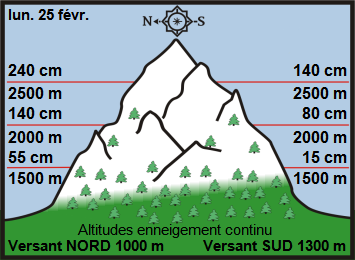 lun. 25 févr.
N S
240 cm 140 cm
2500 m 2500 m
140 cm 80 cm
2000 m 2000 m
55 cm 15 cm
1500 m 1500 m
Altitudes enneigement continu
Versant NORD 1000 m Versant SUD 1300 m